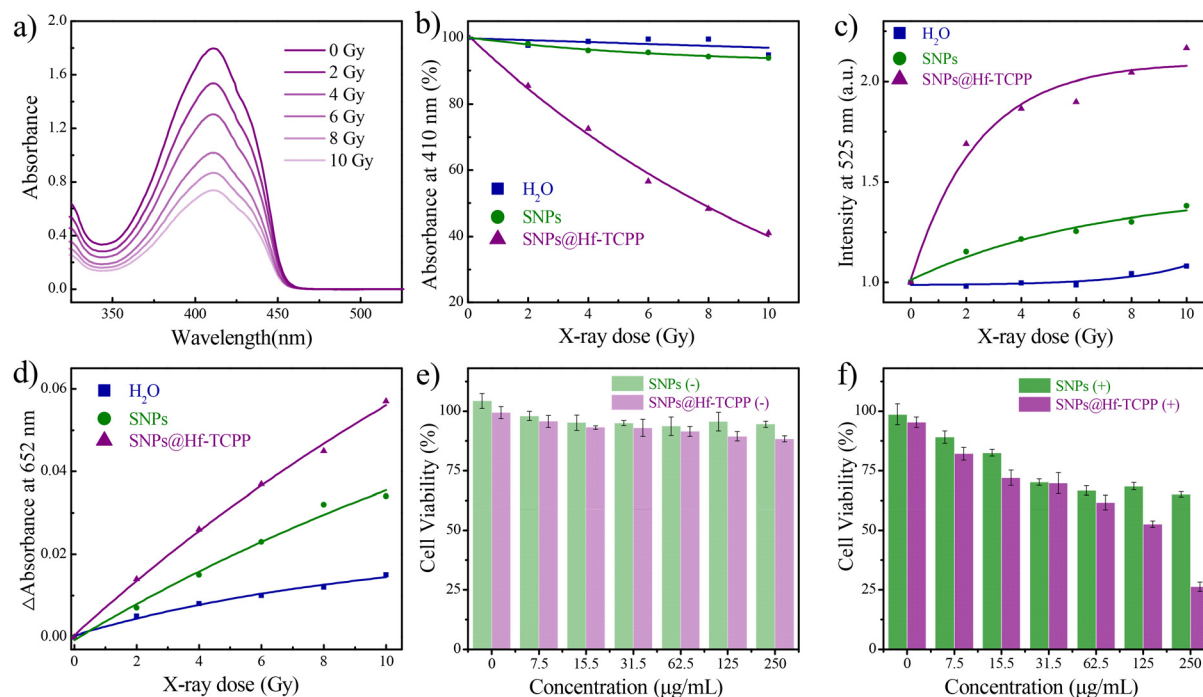 a)
2.0
1.6
1.2
0.8
0.4
0.0
Absorbance
0 Gy
2 Gy
4 Gy
6 Gy
8 Gy
10 Gy
350
400
450
500
Wavelength(nm)
b)
100
80
60
40
20
Absorbance at 410 nm (%)
H₂O
SNPs
SNPs@Hf-TCPP
0
2
4
6
8
10
X-ray dose (Gy)
c)
2.0
1.5
1.0
Intensity at 525 nm (a.u.)
H₂O
SNPs
SNPs@Hf-TCPP
0
2
4
6
8
10
X-ray dose (Gy)
d)
0.06
0.04
0.02
0.00
△Absorbance at 652 nm
H₂O
SNPs
SNPs@Hf-TCPP
0
2
4
6
8
10
X-ray dose (Gy)
e)
100
75
50
25
0
Cell Viability (%)
SNPs (-)
SNPs@Hf-TCPP (-)
0
7.5
15.5
31.5
62.5
125
250
Concentration (μg/mL)
f)
100
75
50
25
0
Cell Viability (%)
SNPs (+)
SNPs@Hf-TCPP (+)
0
7.5
15.5
31.5
62.5
125
250
Concentration (μg/mL)